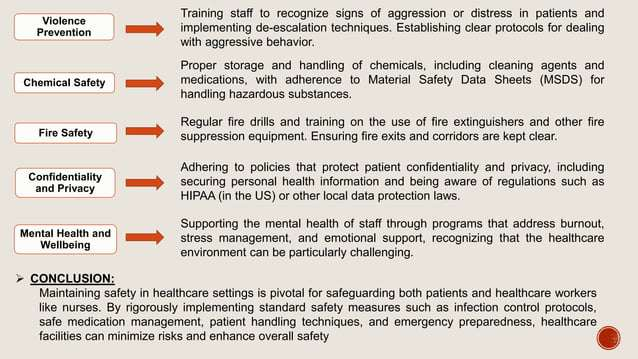 Violence
Prevention
Training staff to recognize signs of aggression or distress in patients and
implementing de-escalation techniques. Establishing clear protocols for dealing
with aggressive behavior.
Chemical Safety
Proper storage and handling of chemicals, including cleaning agents and
medications, with adherence to Material Safety Data Sheets (MSDS) for
handling hazardous substances.
Fire Safety
Regular fire drills and training on the use of fire extinguishers and other fire
suppression equipment. Ensuring fire exits and corridors are kept clear.
Confidentiality
and Privacy
Adhering to policies that protect patient confidentiality and privacy, including
securing personal health information and being aware of regulations such as
HIPAA (in the US) or other local data protection laws.
Mental Health and
Wellbeing
Supporting the mental health of staff through programs that address burnout,
stress management, and emotional support, recognizing that the healthcare
environment can be particularly challenging.
➢ CONCLUSION:
Maintaining safety in healthcare settings is pivotal for safeguarding both patients and healthcare workers
like nurses. By rigorously implementing standard safety measures such as infection control protocols,
safe medication management, patient handling techniques, and emergency preparedness, healthcare
facilities can minimize risks and enhance overall safety